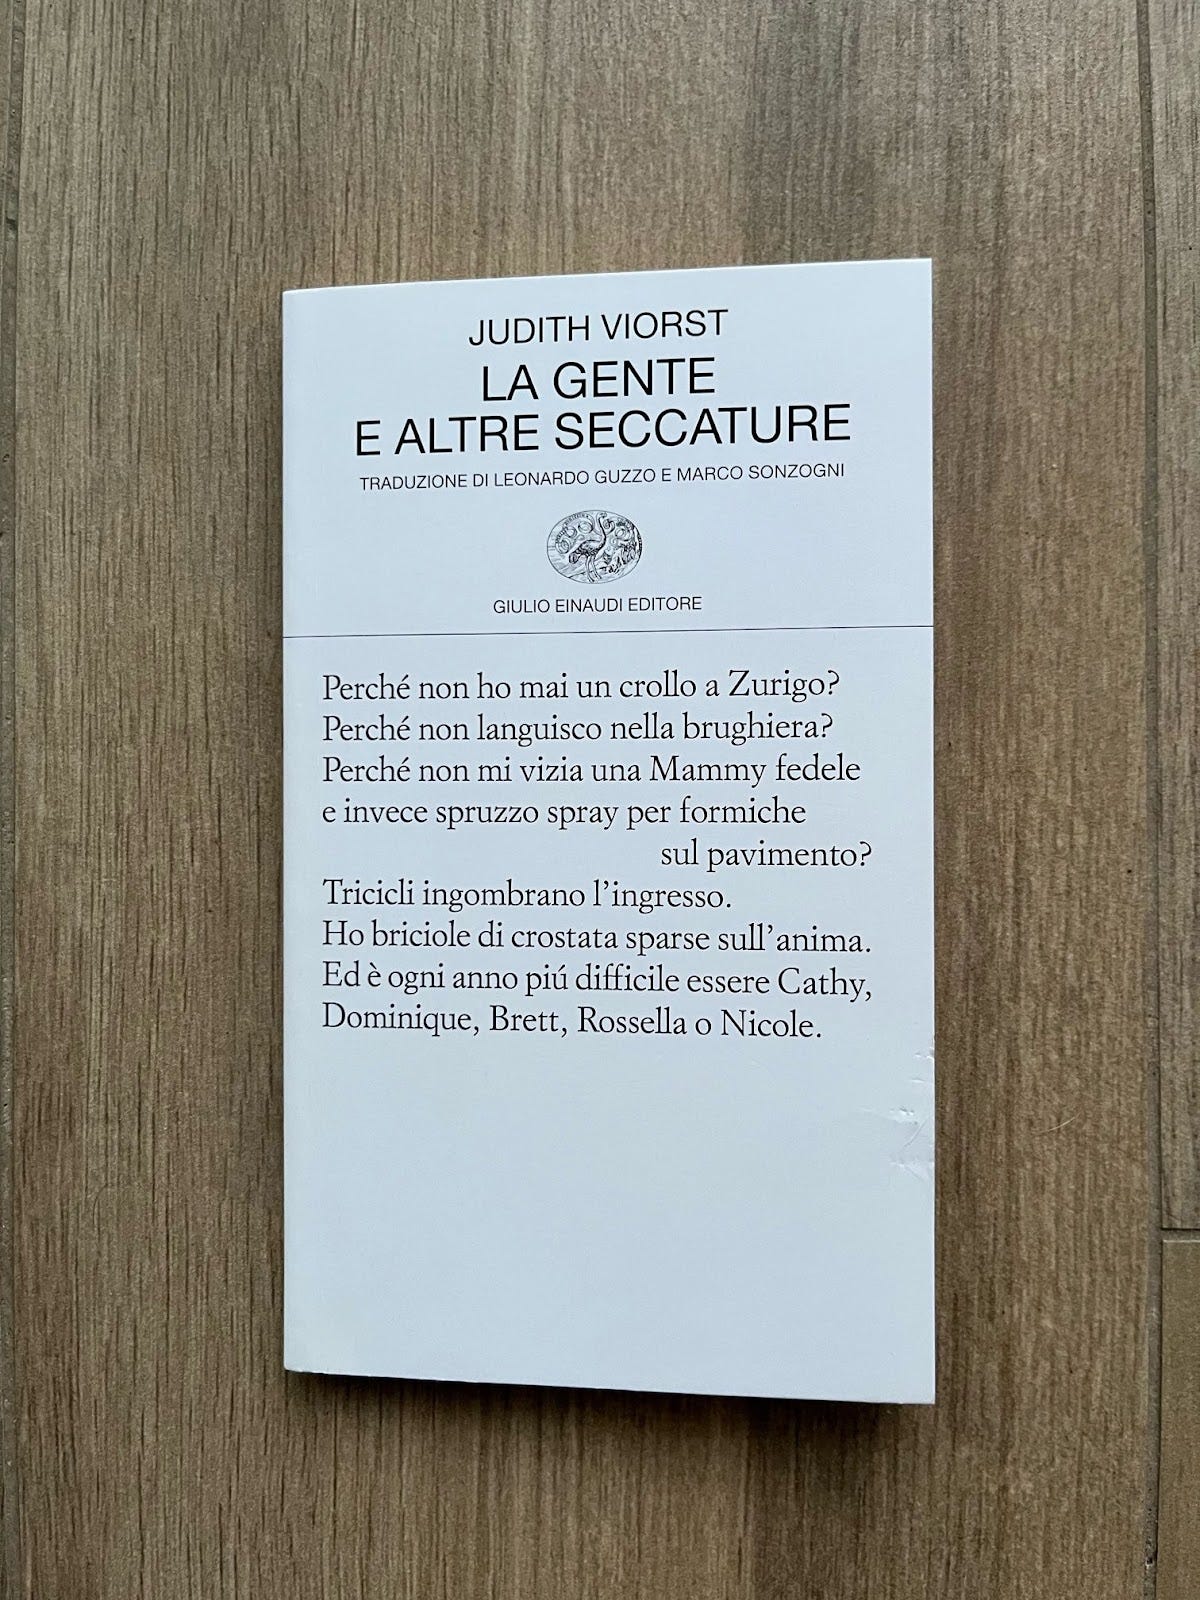 JUDITH VIORST
LA GENTE
E ALTRE SECCATURE
TRADUZIONE DI LEONARDO GUZZO E MARCO SONZOGNI
GIULIO EINAUDI EDITORE
Perché non ho mai un crollo a Zurigo?
Perché non languisco nella brughiera?
Perché non mi vizia una Mammy fedele
e invece spruzzo spray per formiche
sul pavimento?
Tricicli ingombrano l’ingresso.
Ho briciole di crostata sparse sull’anima.
Ed è ogni anno piú difficile essere Cathy,
Dominique, Brett, Rossella o Nicole.